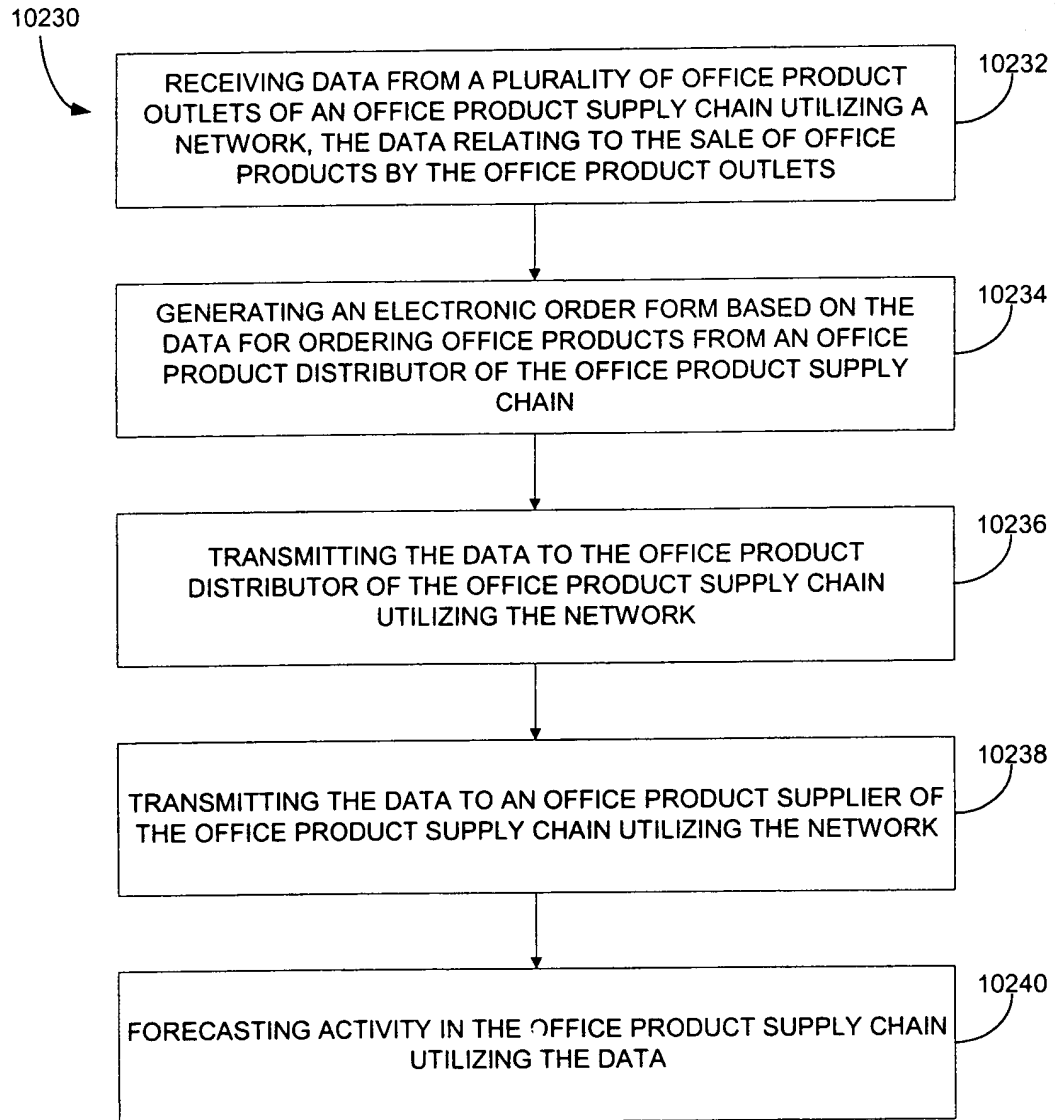 10230
10232
RECEIVING DATA FROM A PLURALITY OF OFFICE PRODUCT
OUTLETS OF AN OFFICE PRODUCT SUPPLY CHAIN UTILIZING A
NETWORK, THE DATA RELATING TO THE SALE OF OFFICE
PRODUCTS BY THE OFFICE PRODUCT OUTLETS
10234
GENERATING AN ELECTRONIC ORDER FORM BASED ON THE
DATA FOR ORDERING OFFICE PRODUCTS FROM AN OFFICE
PRODUCT DISTRIBUTOR OF THE OFFICE PRODUCT SUPPLY
CHAIN
10236
TRANSMITTING THE DATA TO THE OFFICE PRODUCT
DISTRIBUTOR OF THE OFFICE PRODUCT SUPPLY CHAIN
UTILIZING THE NETWORK
10238
TRANSMITTING THE DATA TO AN OFFICE PRODUCT SUPPLIER OF
THE OFFICE PRODUCT SUPPLY CHAIN UTILIZING THE NETWORK
10240
FORECASTING ACTIVITY IN THE OFFICE PRODUCT SUPPLY CHAIN
UTILIZING THE DATA